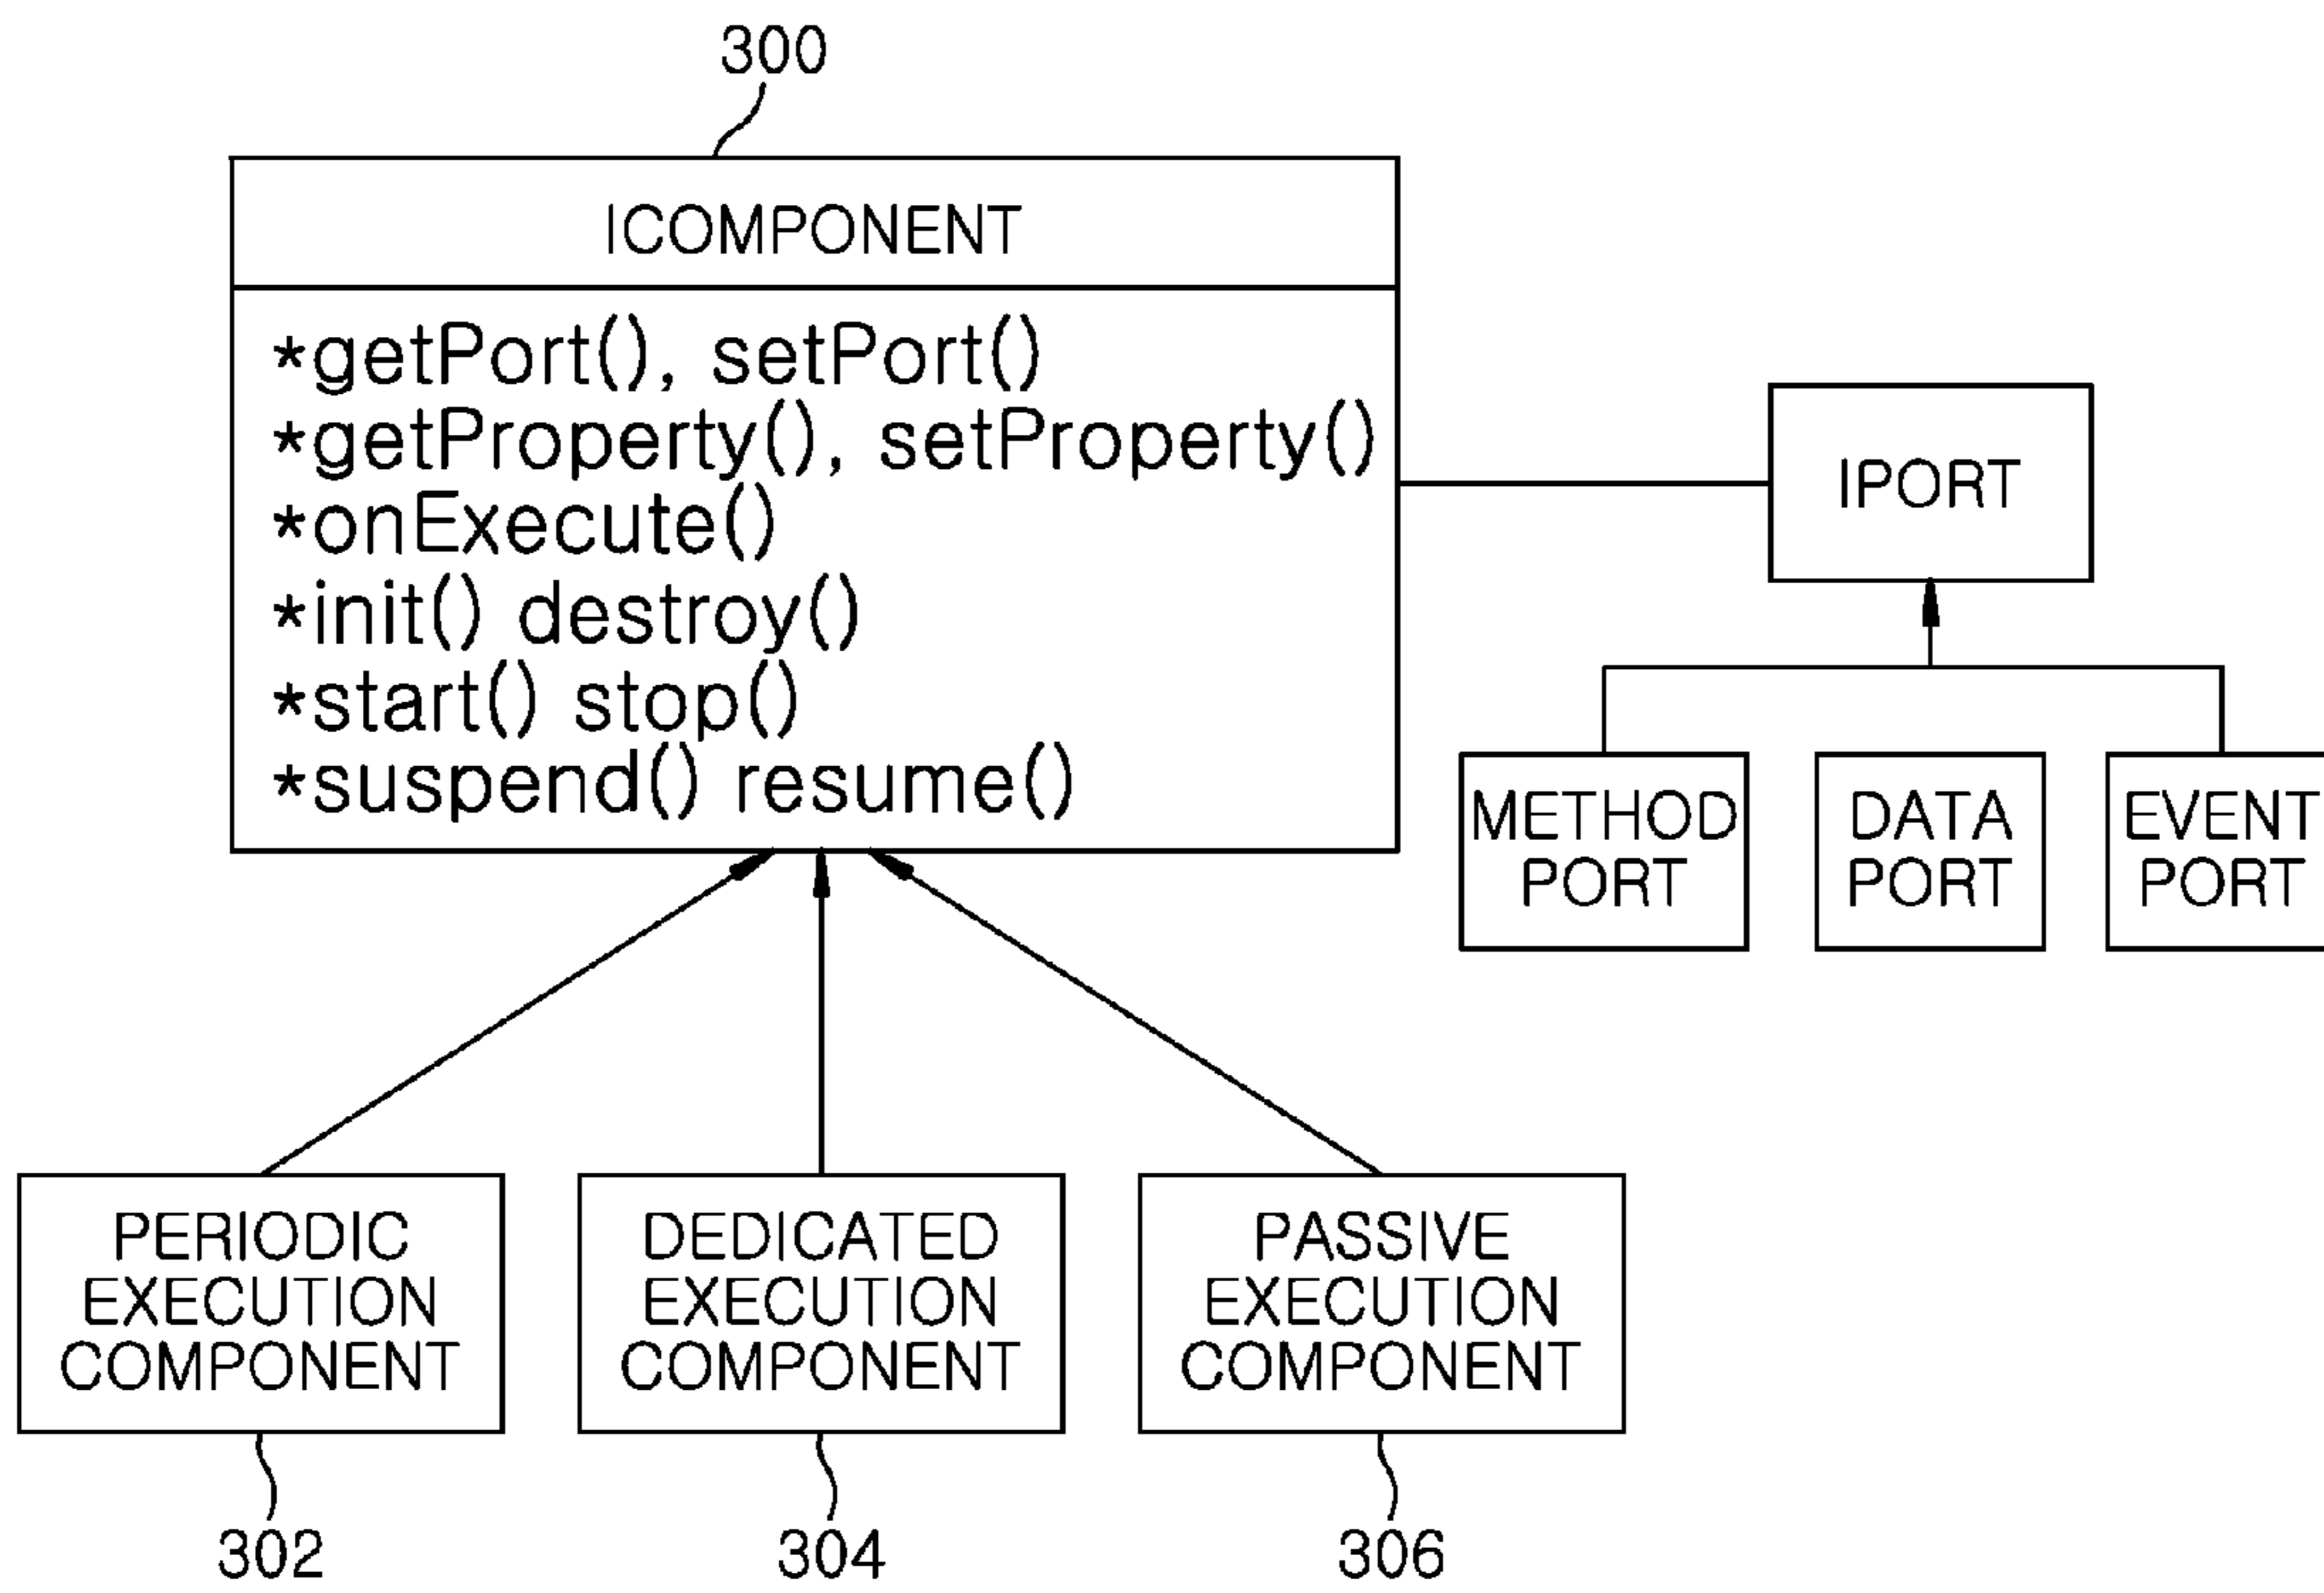 300
ICOMPONENT
*getPort(), setPort()
*getProperty(), setProperty()
*onExecute()
*init() destroy()
*start() stop()
*suspend() resume()
IPORT
METHOD
PORT
DATA
PORT
EVENT
PORT
PERIODIC
EXECUTION
COMPONENT
DEDICATED
EXECUTION
COMPONENT
PASSIVE
EXECUTION
COMPONENT
302
304
306